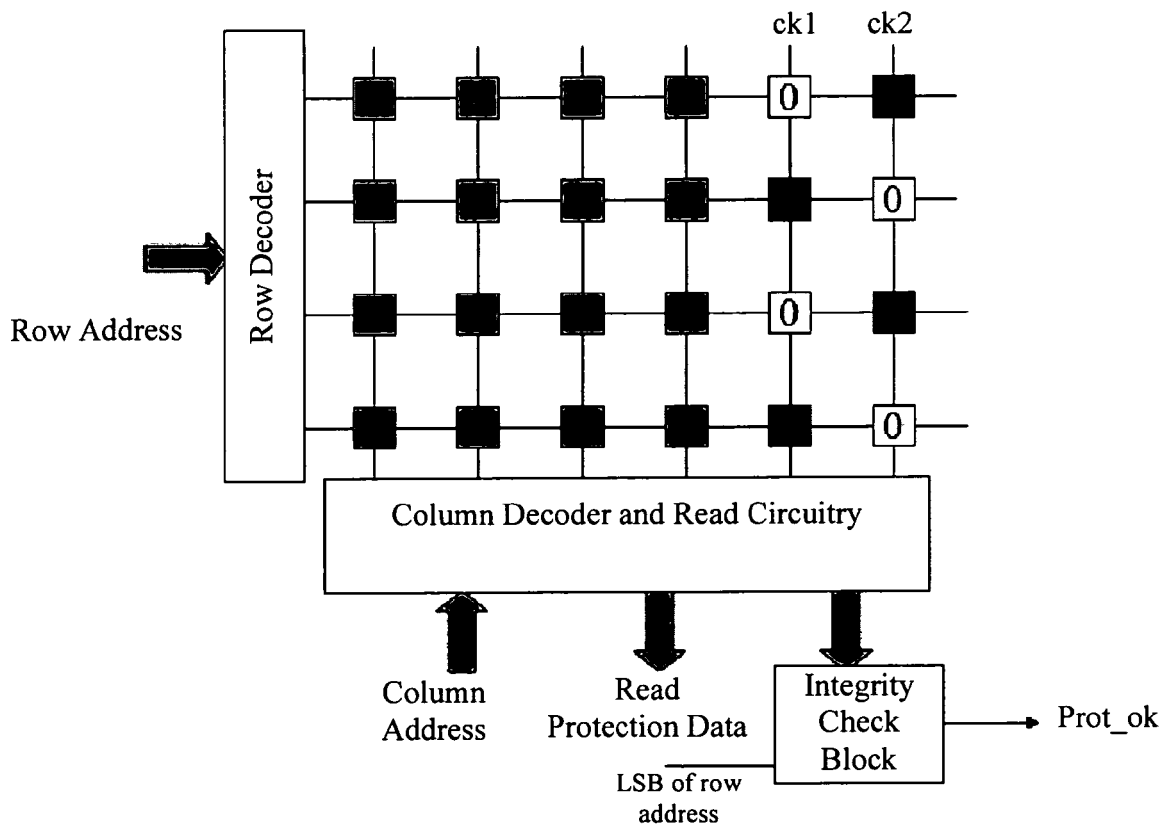 ck1
ck2
0
0
Row Decoder
Row Address
0
0
Column Decoder and Read Circuitry
Column
Address
Read
Protection Data
Integrity
Check
Block
Prot_ok
LSB of row
address